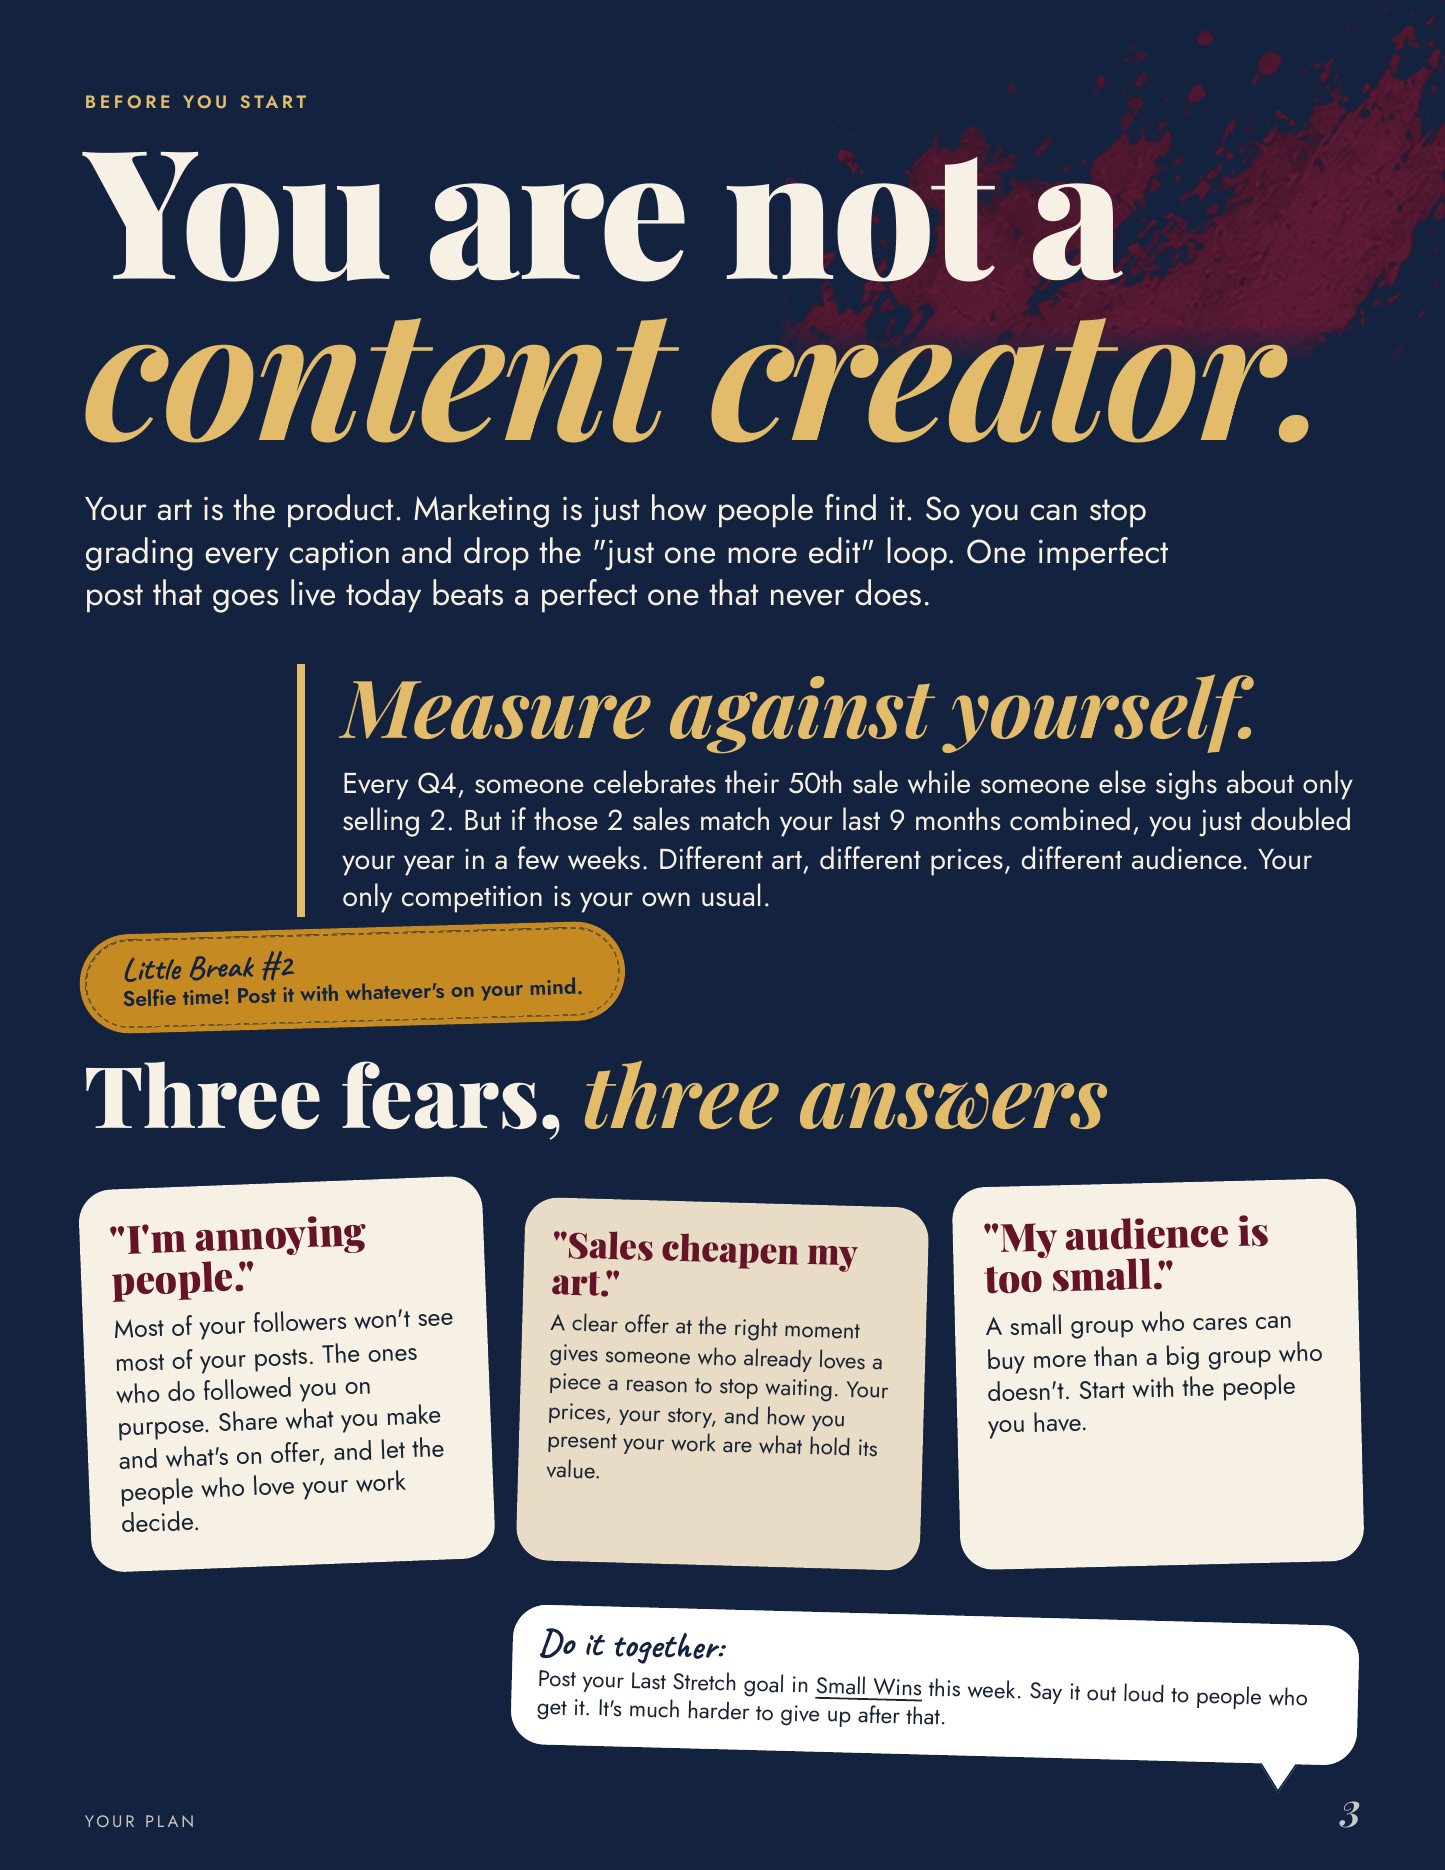 BEFORE YOU START
You are not a
content creator.
Your art is the product. Marketing is just how people find it. So you can stop
grading every caption and drop the "just one more edit" loop. One imperfect
post that goes live today beats a perfect one that never does.
Measure against yourself.
Every Q4, someone celebrates their 50th sale while someone else sighs about only
selling 2. But if those 2 sales match your last 9 months combined, you just doubled
your year in a few weeks. Different art, different prices, different audience. Your
only competition is your own usual.
Little Break #2
Selfie time! Post it with whatever's on your mind.
Three fears, three answers
"I'm annoying
people."
Most of your followers won't see
most of your posts. The ones
who do followed you on
purpose. Share what you make
and what's on offer, and let the
people who love your work
decide.
"Sales cheapen my
art."
A clear offer at the right moment
gives someone who already loves a
piece a reason to stop waiting. Your
prices, your story, and how you
present your work are what hold its
value.
"My audience is
too small."
A small group who cares can
buy more than a big group who
doesn't. Start with the people
you have.
Do it together:
Post your Last Stretch goal in Small Wins this week. Say it out loud to people who
get it. It's much harder to give up after that.
YOUR PLAN
3